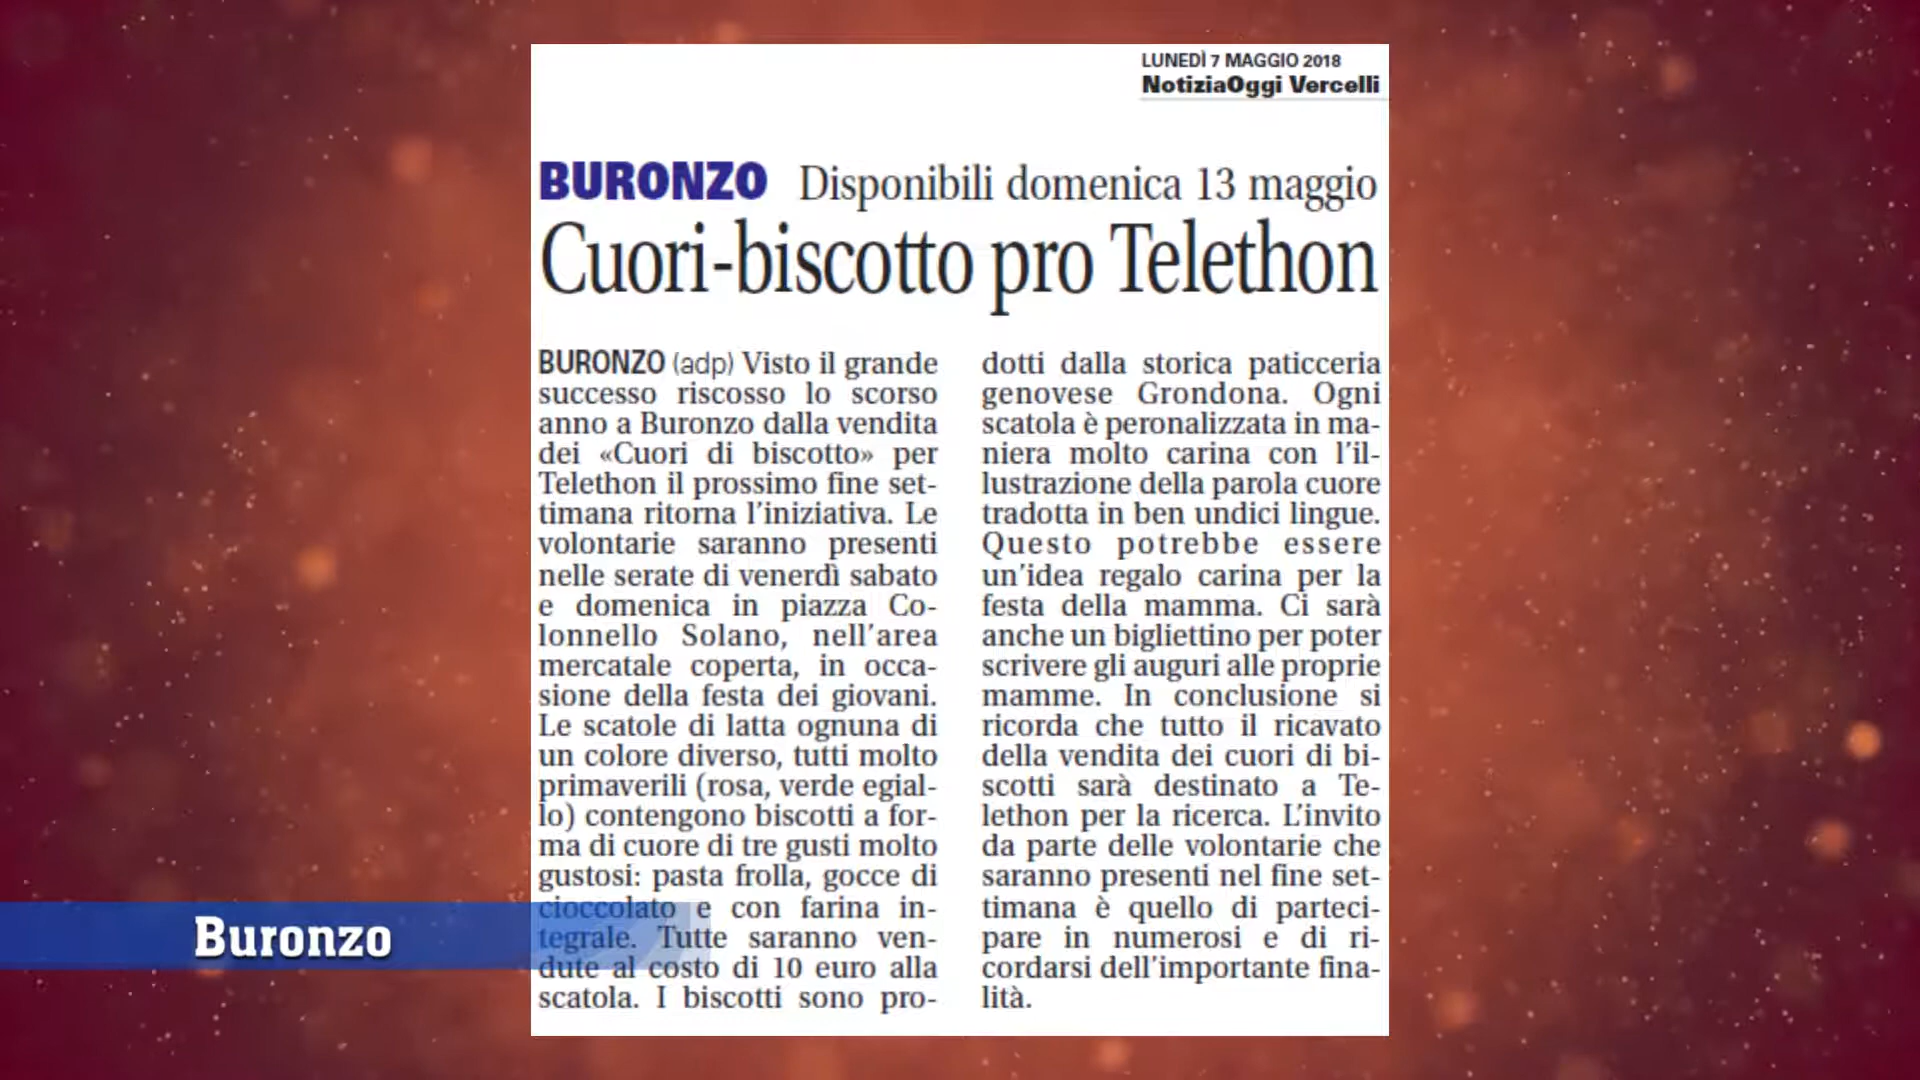 LUNEDÌ 7 MAGGIO 2018
NotiziaOggi Vercelli
BURONZO Disponibili domenica 13 maggio
Cuori-biscotto pro Telethon
BURONZO (adp) Visto il grande
successo riscosso lo scorso
anno a Buronzo dalla vendita
dei «Cuori di biscotto» per
Telethon il prossimo fine set-
timana ritorna l'iniziativa. Le
volontarie saranno presenti
nelle serate di venerdì sabato
e domenica in piazza Co-
lonnello Solano, nell'area
mercatale coperta, in occa-
sione della festa dei giovani.
Le scatole di latta ognuna di
un colore diverso, tutti molto
primaverili (rosa, verde egial-
lo) contengono biscotti a for-
ma di cuore di tre gusti molto
gustosi: pasta frolla, gocce di
cioccolato e con farina in-
tegrale. Tutte saranno ven-
dute al costo di 10 euro alla
scatola. I biscotti sono pro-
dotti dalla storica paticceria
genovese Grondona. Ogni
scatola è peronalizzata in ma-
niera molto carina con l'il-
lustrazione della parola cuore
tradotta in ben undici lingue.
Questo potrebbe essere
un'idea regalo carina per la
festa della mamma. Ci sarà
anche un bigliettino per poter
scrivere gli auguri alle proprie
mamme. In conclusione si
ricorda che tutto il ricavato
della vendita dei cuori di bi-
scotti sarà destinato a Te-
lethon per la ricerca. L'invito
da parte delle volontarie che
saranno presenti nel fine set-
timana è quello di parteci-
pare in numerosi e di ri-
cordarsi dell'importante fina-
lità.
Buronzo